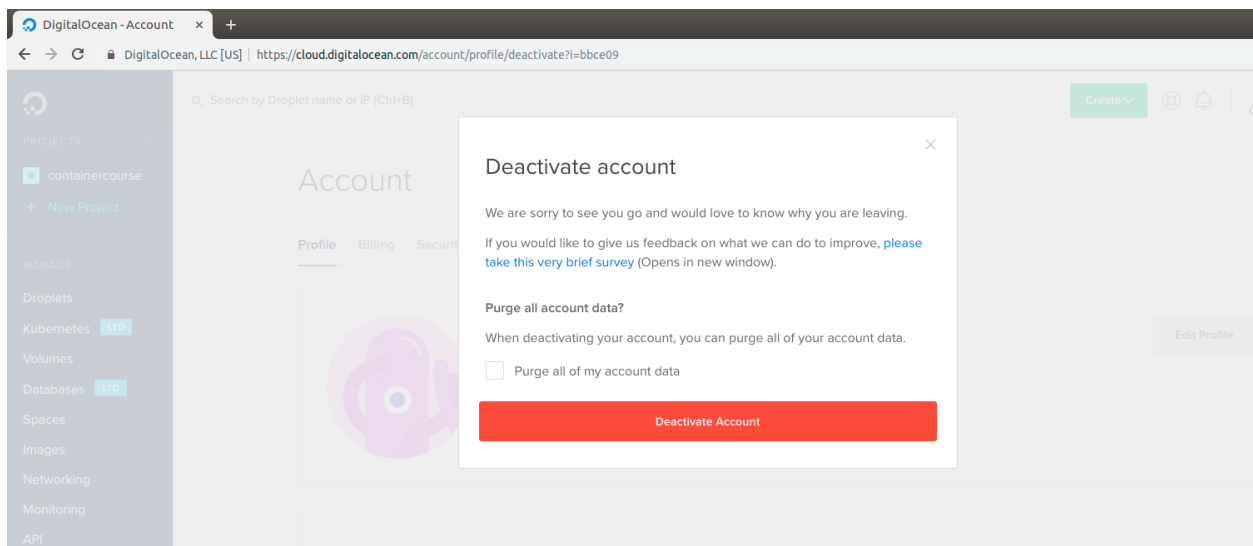 DigitalOcean - Account
DigitalOcean, LLC [US] | https://cloud.digitalocean.com/account/profile/deactivate?i=bbce09
Search by Droplet name or IP (Ctrl+B)
Create
PROJECTS
containercourse
+ New Project
MANAGE
Droplets
Kubernetes LTD
Volumes
Databases LTD
Spaces
Images
Networking
Monitoring
API
Account
Profile Billing Securit
Edit Profile
Deactivate account
We are sorry to see you go and would love to know why you are leaving.
If you would like to give us feedback on what we can do to improve, please
take this very brief survey (Opens in new window).
Purge all account data?
When deactivating your account, you can purge all of your account data.
Purge all of my account data
Deactivate Account